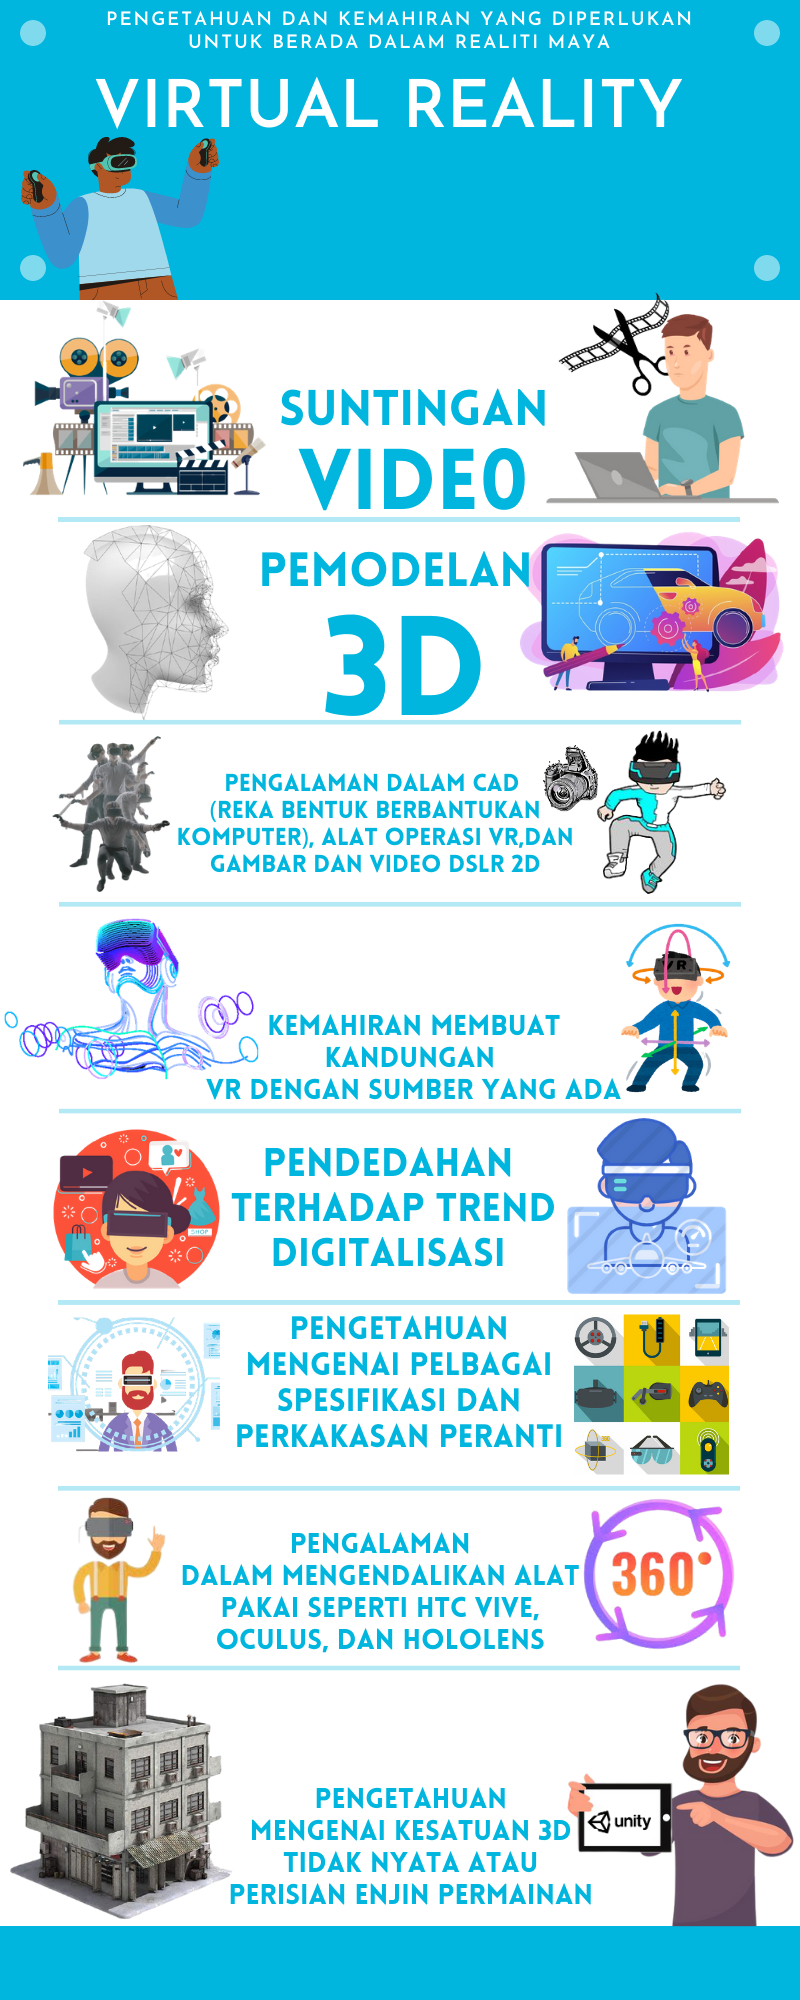 PENGETAHUAN DAN KEMAHIRAN YANG DIPERLUKAN
UNTUK BERADA DALAM REALITI MAYA
VIRTUAL REALITY
SUNTINGAN
VIDE0
PEMODELAN
3D
PENGALAMAN DALAM CAD
(REKA BENTUK BERBANTUKAN
KOMPUTER), ALAT OPERASI VR,DAN
GAMBAR DAN VIDEO DSLR 2D
VR
KEMAHIRAN MEMBUAT
KANDUNGAN
VR DENGAN SUMBER YANG ADA
PENDEDAHAN
TERHADAP TREND
DIGITALISASI
SHOP
PENGETAHUAN
MENGENAI PELBAGAI
SPESIFIKASI DAN
PERKAKASAN PERANTI
PENGALAMAN
DALAM MENGENDALIKAN ALAT
PAKAI SEPERTI HTC VIVE,
OCULUS, DAN HOLOLENS
360°
PENGETAHUAN
MENGENAI KESATUAN 3D
TIDAK NYATA ATAU
PERISIAN ENJIN PERMAINAN
unity